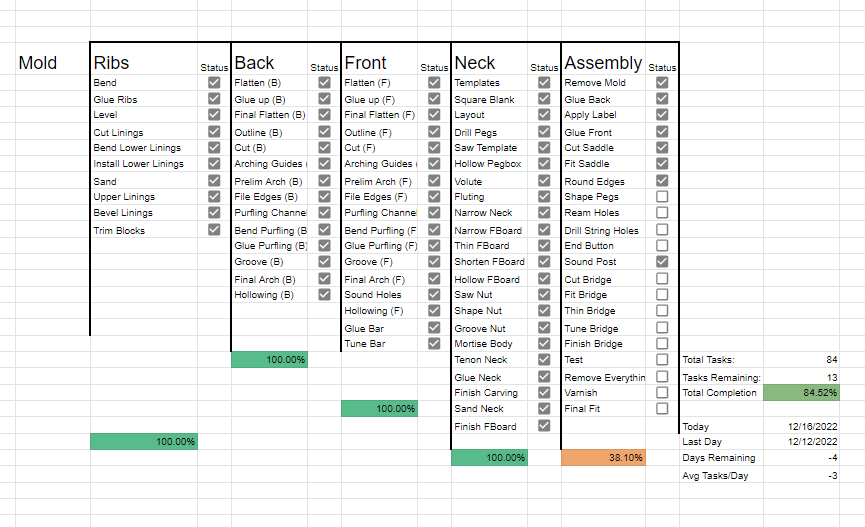 Mold Ribs Status Back Status Front Status Neck Status Assembly Status
Bend Flatten (B) Flatten (F) Templates Remove Mold
Glue Ribs Glue up (B) Glue up (F) Square Blank Glue Back
Level Final Flatten (B) Final Flatten (F) Layout Apply Label
Cut Linings Outline (B) Outline (F) Drill Pegs Glue Front
Bend Lower Linings Cut (B) Cut (F) Saw Template Cut Saddle
Install Lower Linings Arching Guides ( Arching Guides ( Hollow Pegbox Fit Saddle
Sand Prelim Arch (B) Prelim Arch (F) Volute Round Edges
Upper Linings File Edges (B) File Edges (F) Fluting Shape Pegs
Bevel Linings Purfling Channel Purfling Channel Narrow Neck Ream Holes
Trim Blocks Bend Purfling (B Bend Purfling (F Narrow FBoard Drill String Holes
Glue Purfling (B) Glue Purfling (F) Thin FBoard End Button
Groove (B) Groove (F) Shorten FBoard Sound Post
Final Arch (B) Final Arch (F) Hollow FBoard Cut Bridge
Hollowing (B) Sound Holes Saw Nut Fit Bridge
Hollowing (F) Shape Nut Thin Bridge
Glue Bar Groove Nut Tune Bridge
Tune Bar Mortise Body Finish Bridge
100.00% Tenon Neck Test Total Tasks: 84
Glue Neck Remove Everythin Tasks Remaining: 13
Finish Carving Varnish Total Completion 84.52%
100.00% Sand Neck Final Fit
Finish FBoard Today 12/16/2022
100.00% Last Day 12/12/2022
100.00% 38.10% Days Remaining -4
Avg Tasks/Day -3